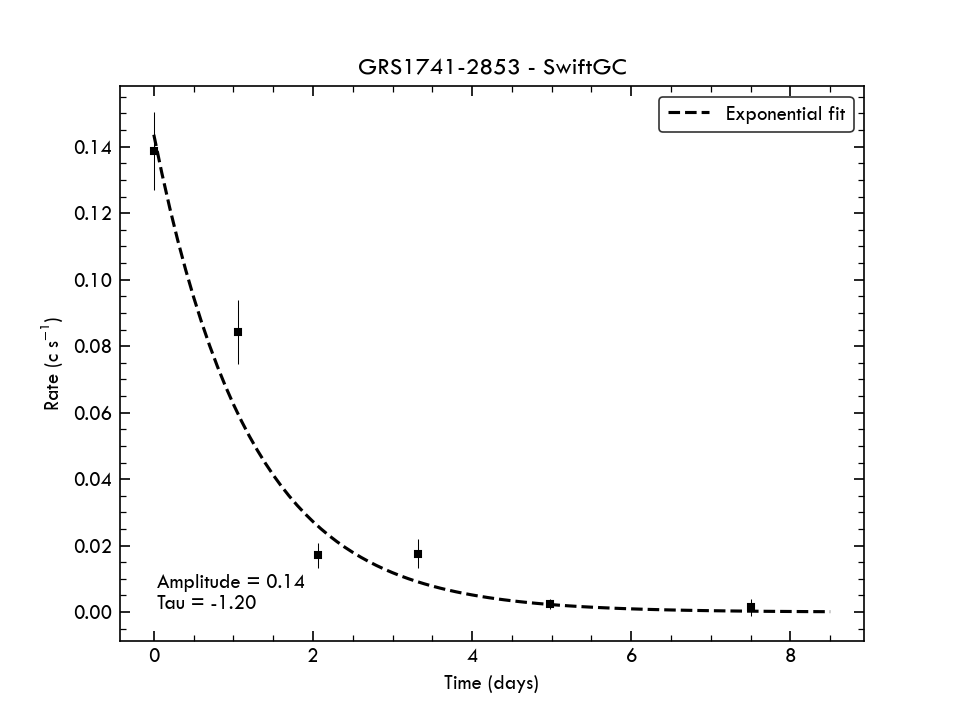 GRS1741-2853 - SwiftGC
Exponential fit
0.14
0.12
0.10
0.08
0.06
0.04
0.02
0.00
Rate (c s⁻¹)
Amplitude = 0.14
Tau = -1.20
0 2 4 6 8
Time (days)